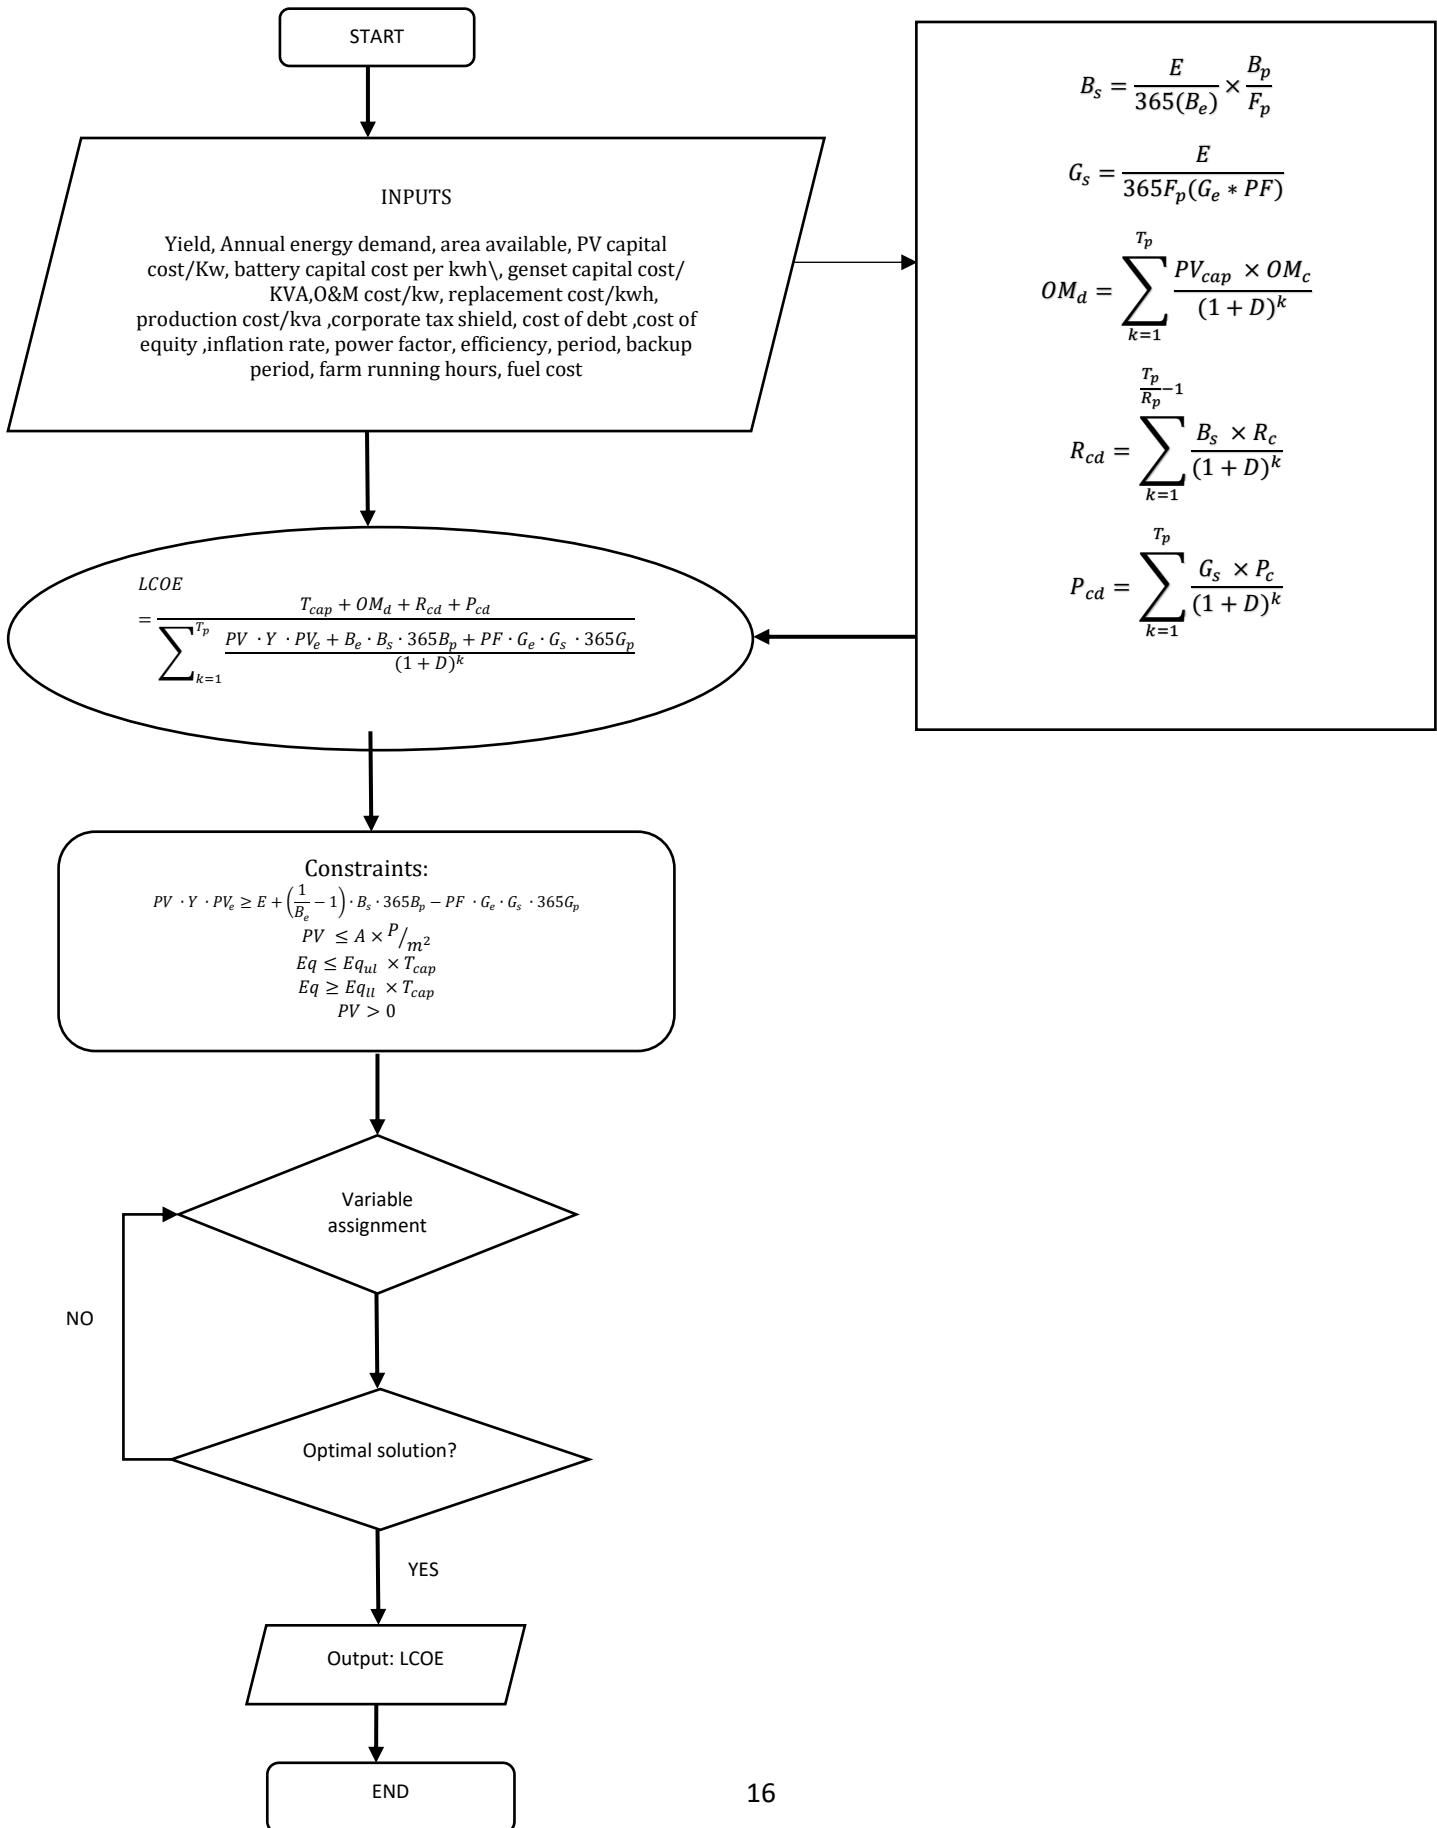 START
INPUTS
Yield, Annual energy demand, area available, PV capital
cost/Kw, battery capital cost per kwh\, genset capital cost/
KVA,O&M cost/kw, replacement cost/kwh,
production cost/kva ,corporate tax shield, cost of debt ,cost of
equity ,inflation rate, power factor, efficiency, period, backup
period, farm running hours, fuel cost
B_s = E / 365(B_e) × B_p / F_p
G_s = E / 365F_p(G_e * PF)
OM_d = ∑_{k=1}^{T_p} PV_cap × OM_c / (1 + D)^k
R_cd = ∑_{k=1}^{T_p/R_p −1} B_s × R_c / (1 + D)^k
P_cd = ∑_{k=1}^{T_p} G_s × P_c / (1 + D)^k
LCOE
= T_cap + OM_d + R_cd + P_cd / ∑_{k=1}^{T_p} PV · Y · PV_e + B_e · B_s · 365B_p + PF · G_e · G_s · 365G_p / (1 + D)^k
Constraints:
PV · Y · PV_e ≥ E + (1/B_e − 1) · B_s · 365B_p − PF · G_e · G_s · 365G_p
PV ≤ A × P/m²
Eq ≤ Eq_ul × T_cap
Eq ≥ Eq_ll × T_cap
PV > 0
Variable
assignment
NO
Optimal solution?
YES
Output: LCOE
END
16